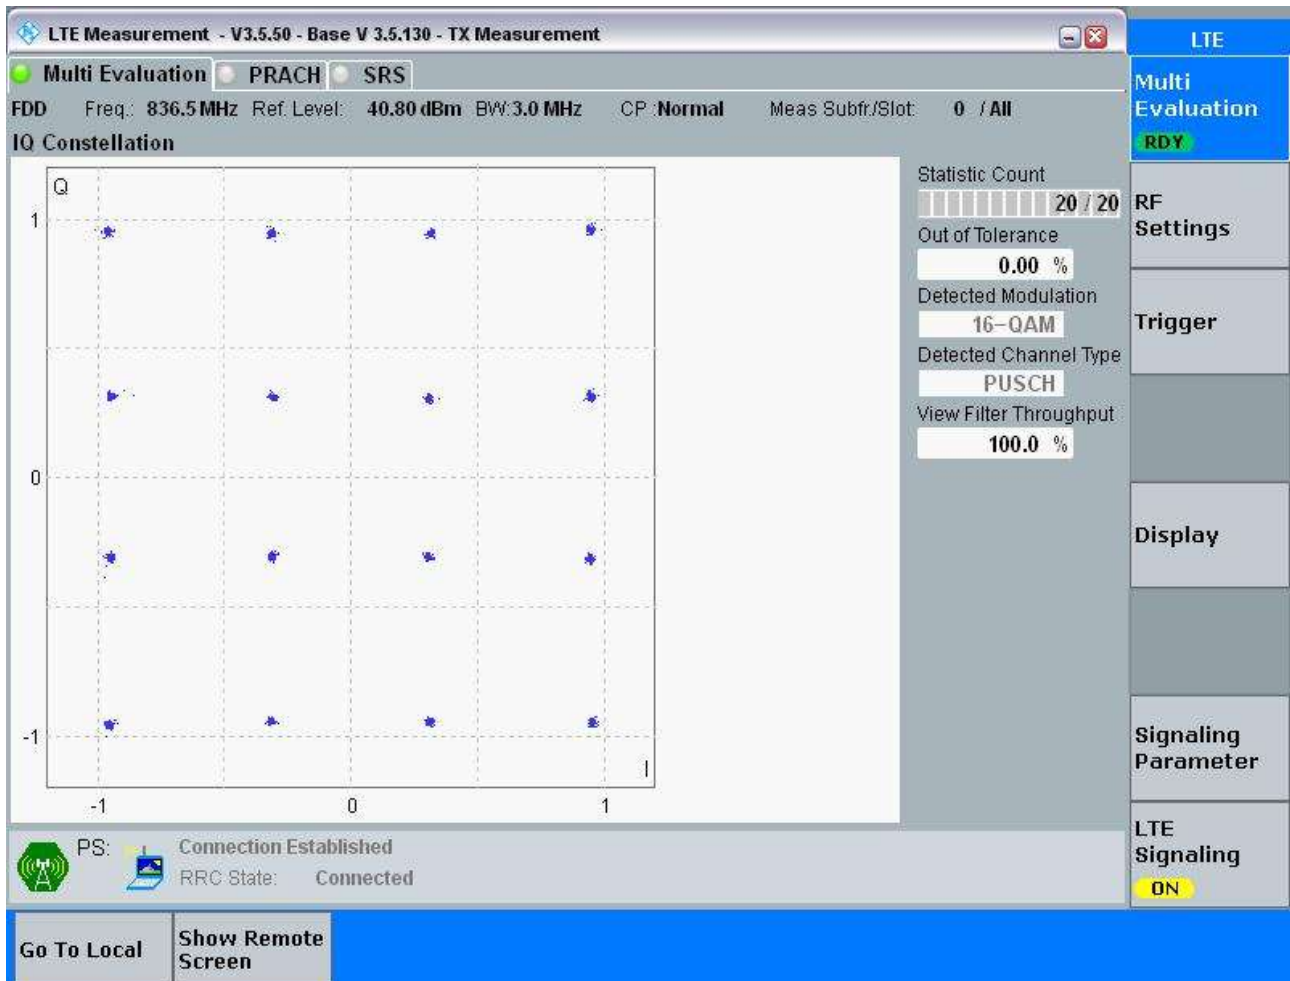 LTE Measurement - V3.5.50 - Base V 3.5.130 - TX Measurement
Multi Evaluation PRACH SRS
FDD Freq.: 836.5 MHz Ref. Level: 40.80 dBm BW: 3.0 MHz CP :Normal Meas Subfr./Slot: 0 / All
IQ Constellation
Q
1
0
-1
I
-1 0 1
Statistic Count
20 / 20
Out of Tolerance
0.00 %
Detected Modulation
16-QAM
Detected Channel Type
PUSCH
View Filter Throughput
100.0 %
PS: Connection Established
RRC State: Connected
LTE
Multi
Evaluation
RDY
RF
Settings
Trigger
Display
Signaling
Parameter
LTE
Signaling
ON
Go To Local
Show Remote
Screen